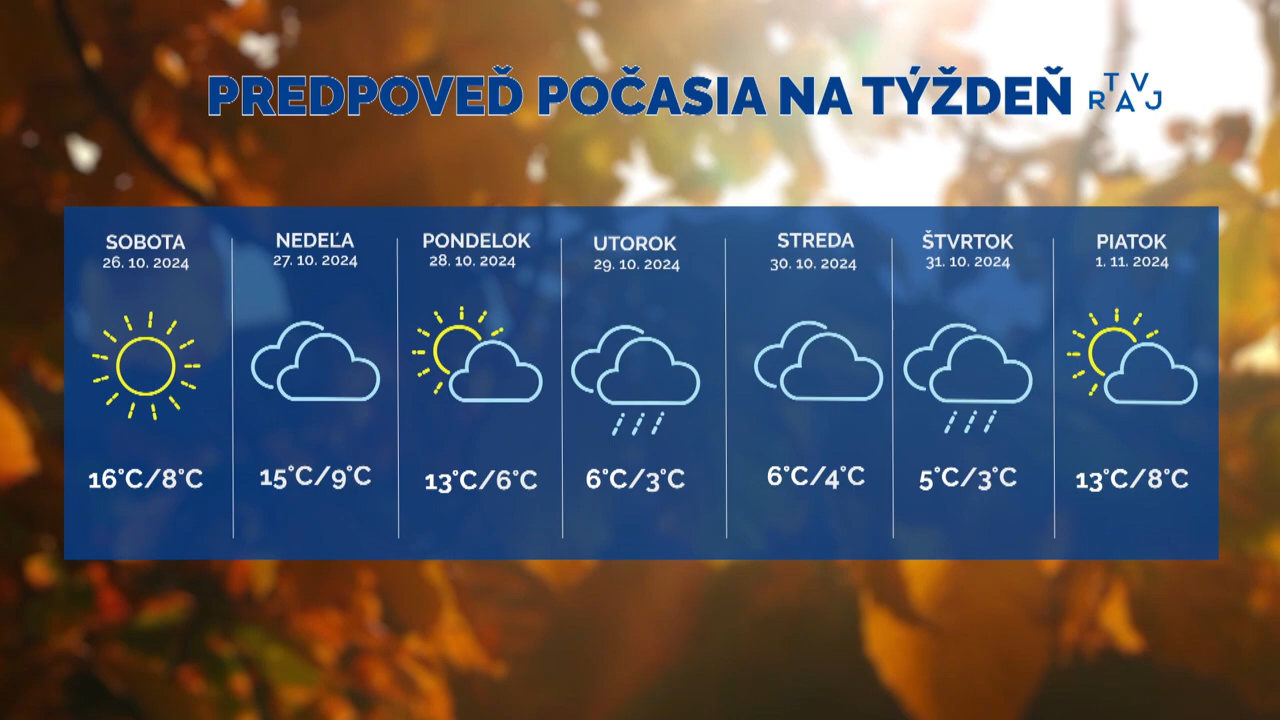 PREDPOVEĎ POČASIA NA TÝŽDEŇ
TV
RAJ
SOBOTA
26. 10. 2024
16°C/8°C
NEDEĽA
27. 10. 2024
15°C/9°C
PONDELOK
28. 10. 2024
13°C/6°C
UTOROK
29. 10. 2024
6°C/3°C
STREDA
30. 10. 2024
6°C/4°C
ŠTVRTOK
31. 10. 2024
5°C/3°C
PIATOK
1. 11. 2024
13°C/8°C